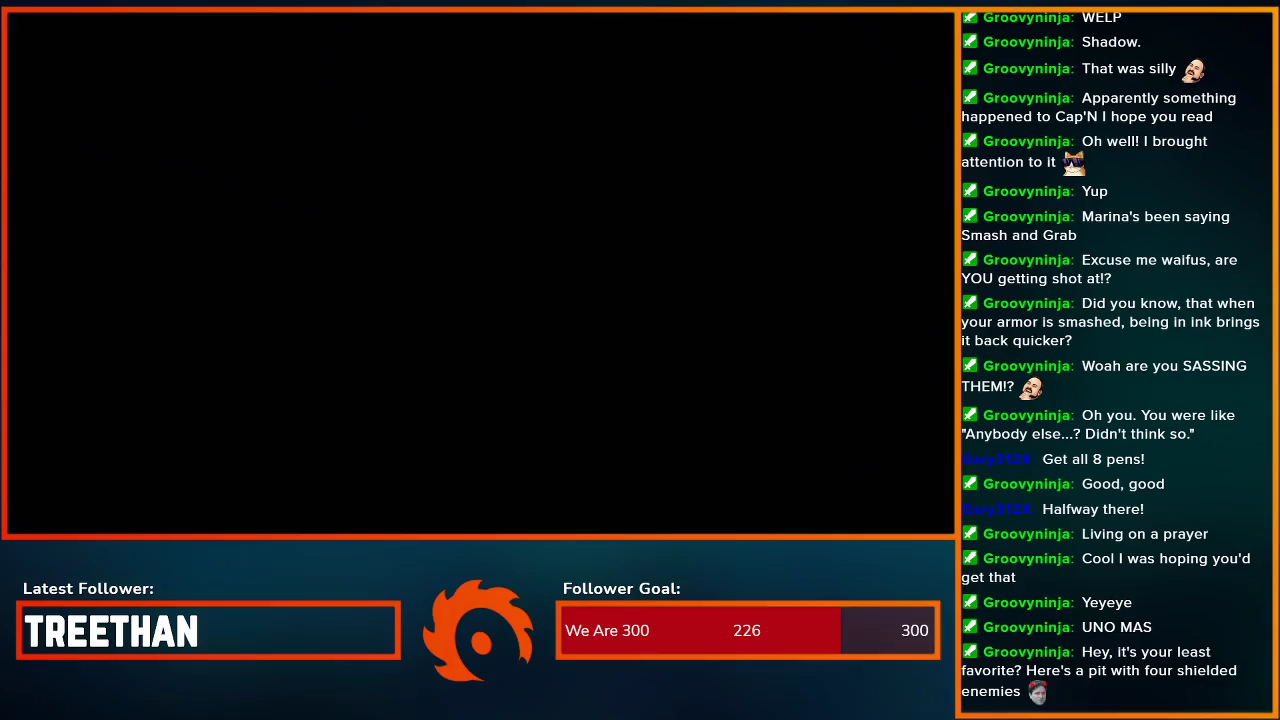 Groovyninja: WELP
Groovyninja: Shadow.
Groovyninja: That was silly
Groovyninja: Apparently something
happened to Cap'N I hope you read
Groovyninja: Oh well! I brought
attention to it
Groovyninja: Yup
Groovyninja: Marina's been saying
Smash and Grab
Groovyninja: Excuse me waifus, are
YOU getting shot at!?
Groovyninja: Did you know, that when
your armor is smashed, being in ink brings
it back quicker?
Groovyninja: Woah are you SASSING
THEM!?
Groovyninja: Oh you. You were like
"Anybody else...? Didn't think so."
Gary312X: Get all 8 pens!
Groovyninja: Good, good
Gary312X: Halfway there!
Groovyninja: Living on a prayer
Groovyninja: Cool I was hoping you'd
get that
Groovyninja: Yeyeye
Groovyninja: UNO MAS
Groovyninja: Hey, it's your least
favorite? Here's a pit with four shielded
enemies
Latest Follower:
TREETHAN
Follower Goal:
We Are 300 226 300